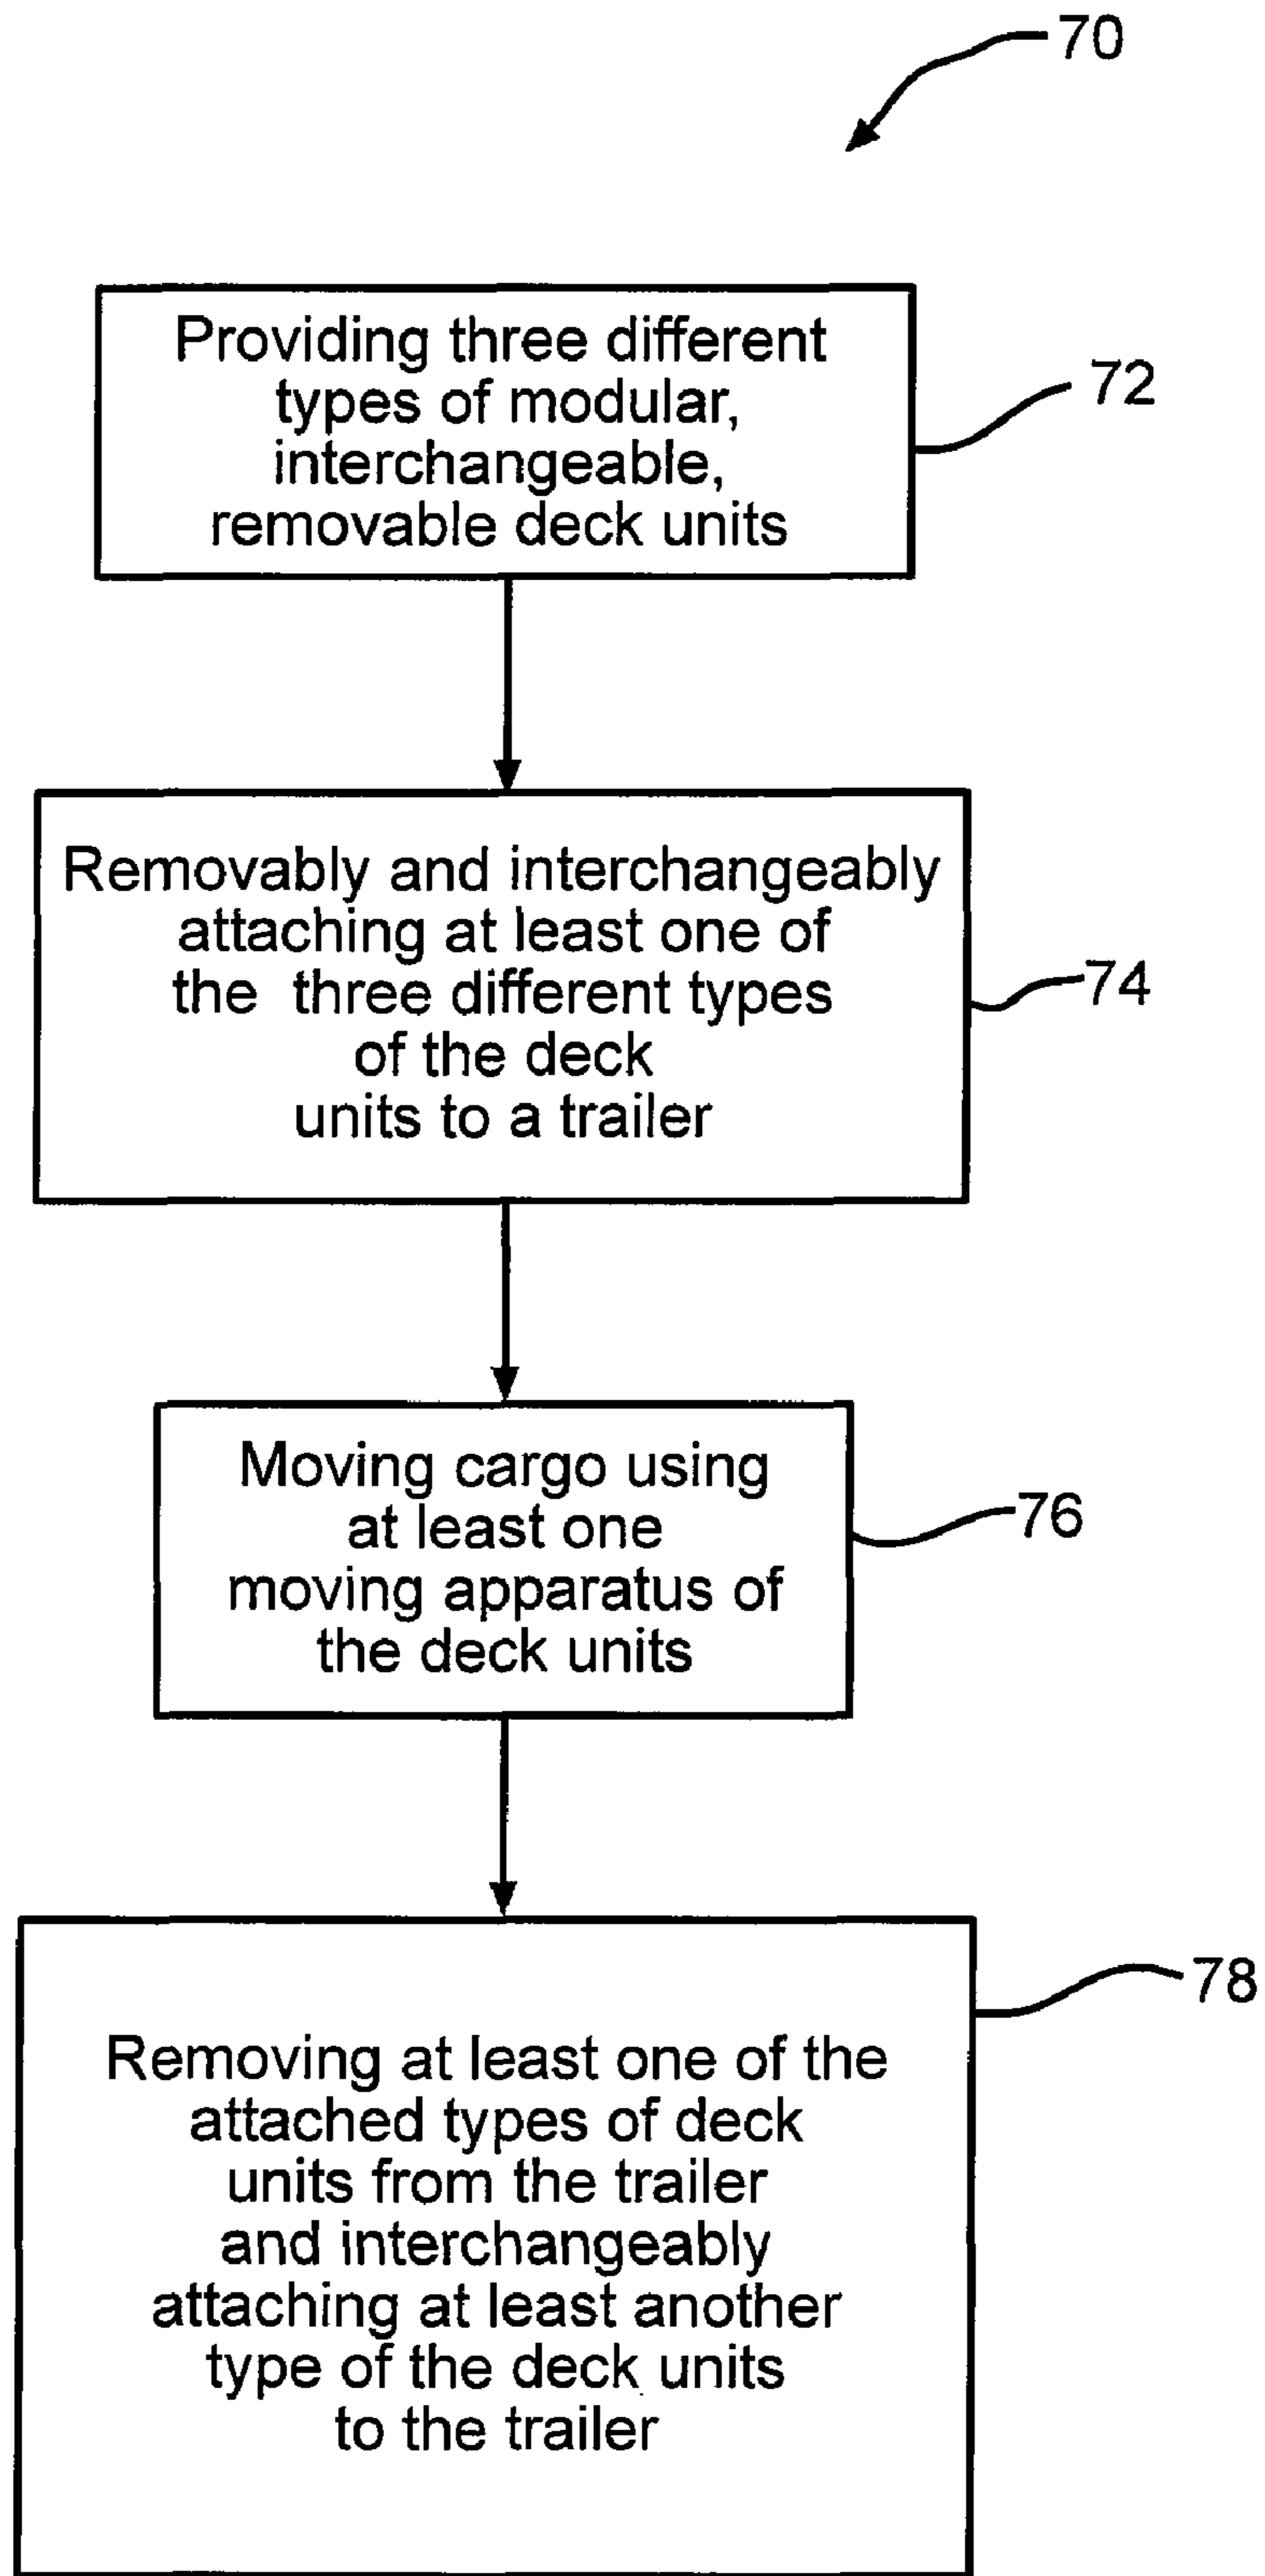 70
Providing three different
types of modular,
interchangeable,
removable deck units
72
Removably and interchangeably
attaching at least one of
the three different types
of the deck
units to a trailer
74
Moving cargo using
at least one
moving apparatus of
the deck units
76
Removing at least one of the
attached types of deck
units from the trailer
and interchangeably
attaching at least another
type of the deck units
to the trailer
78